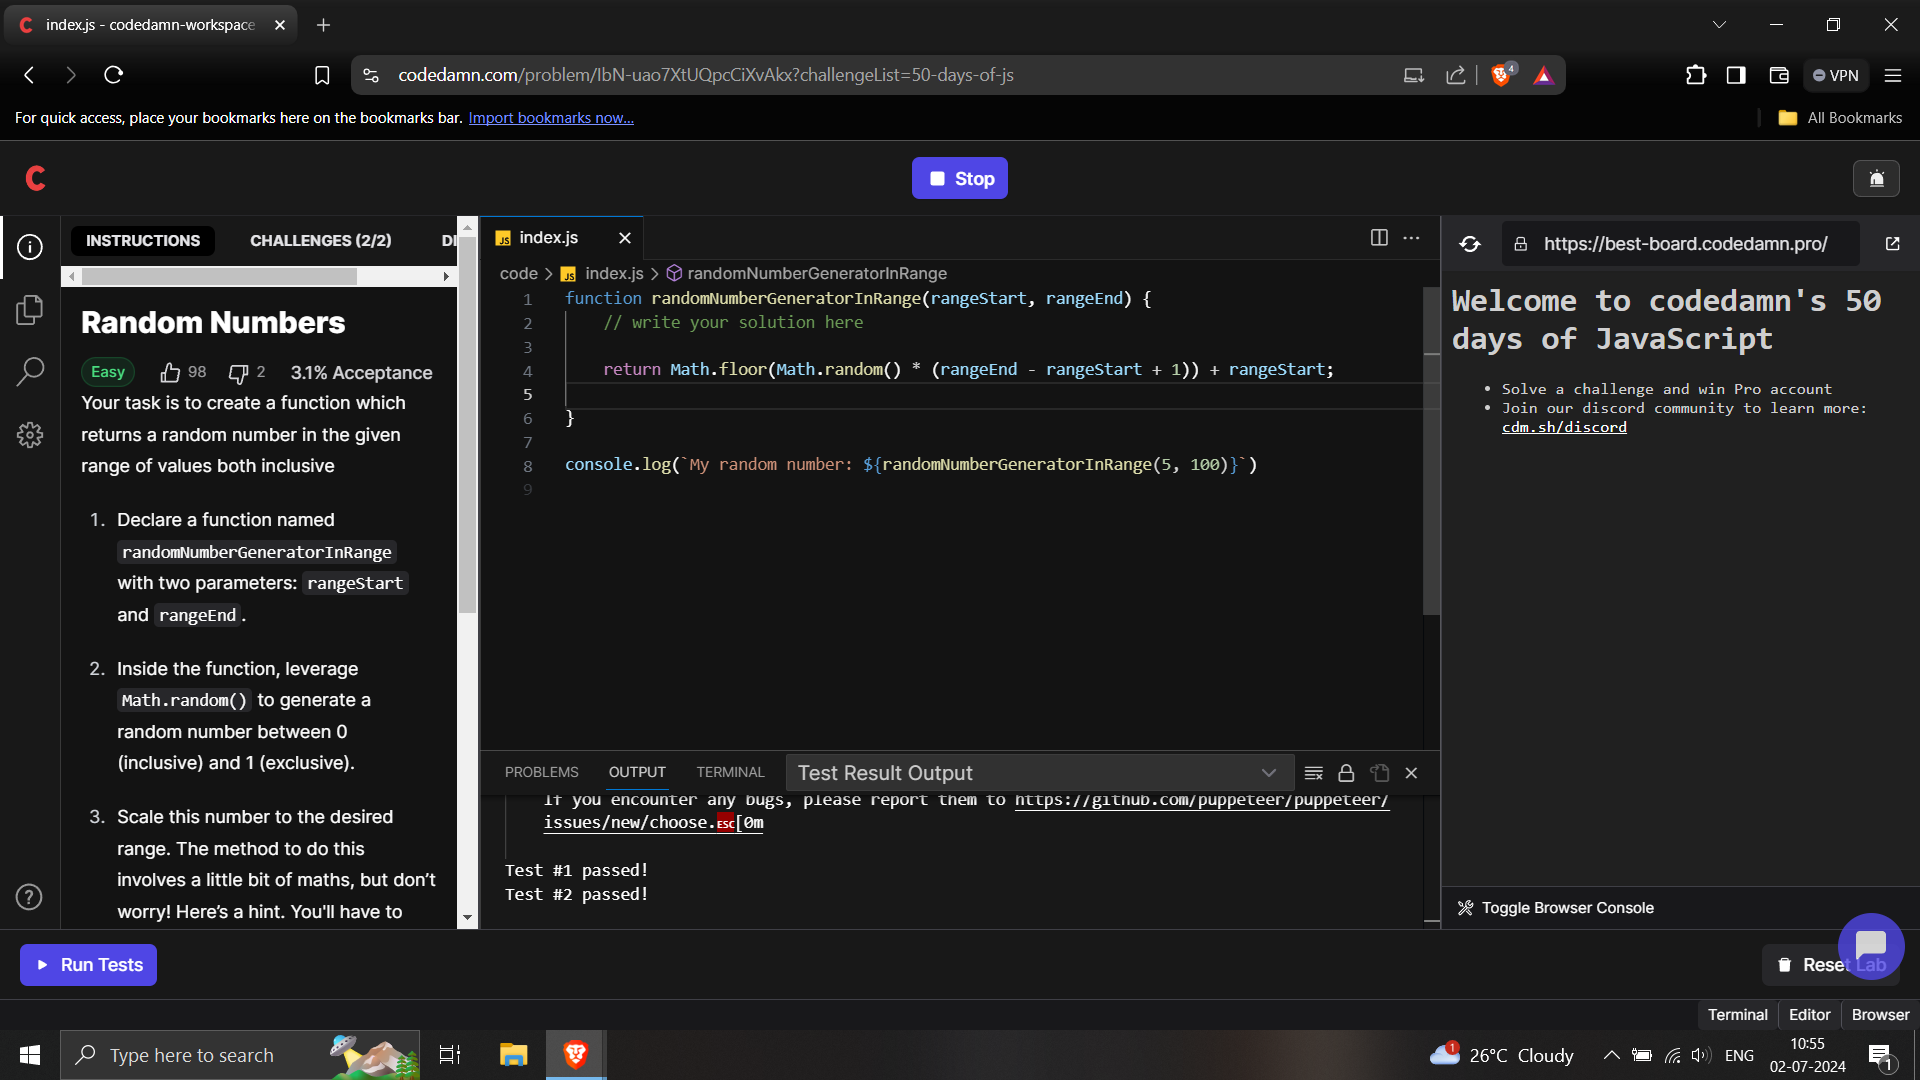 index.js - codedamn-workspace
codedamn.com/problem/IbN-uao7XtUQpcCiXvAkx?challengeList=50-days-of-js
4
VPN
For quick access, place your bookmarks here on the bookmarks bar. Import bookmarks now...
All Bookmarks
Stop
INSTRUCTIONS
CHALLENGES (2/2)
DI
Random Numbers
Easy
98
2
3.1% Acceptance
Your task is to create a function which
returns a random number in the given
range of values both inclusive
1. Declare a function named
randomNumberGeneratorInRange
with two parameters: rangeStart
and rangeEnd.
2. Inside the function, leverage
Math.random() to generate a
random number between 0
(inclusive) and 1 (exclusive).
3. Scale this number to the desired
range. The method to do this
involves a little bit of maths, but don't
worry! Here's a hint. You'll have to
JS index.js
code > JS index.js > randomNumberGeneratorInRange
1 function randomNumberGeneratorInRange(rangeStart, rangeEnd) {
2 // write your solution here
3
4 return Math.floor(Math.random() * (rangeEnd - rangeStart + 1)) + rangeStart;
5
6 }
7
8 console.log(`My random number: ${randomNumberGeneratorInRange(5, 100)}`)
9
PROBLEMS
OUTPUT
TERMINAL
Test Result Output
If you encounter any bugs, please report them to https://github.com/puppeteer/puppeteer/
issues/new/choose.ESC[0m
Test #1 passed!
Test #2 passed!
https://best-board.codedamn.pro/
Welcome to codedamn's 50
days of JavaScript
• Solve a challenge and win Pro account
• Join our discord community to learn more:
cdm.sh/discord
Toggle Browser Console
Run Tests
Reset Lab
Terminal
Editor
Browser
Type here to search
1
26°C Cloudy
ENG
10:55
02-07-2024
1